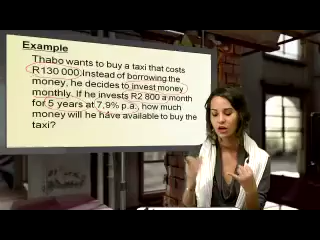 Example
Thabo wants to buy a taxi that costs
R130 000.Instead of borrowing the
money, he decides to invest money
monthly. If he invests R2 800 a month
for 5 years at 7,9% p.a., how much
money will he have available to buy the
taxi?